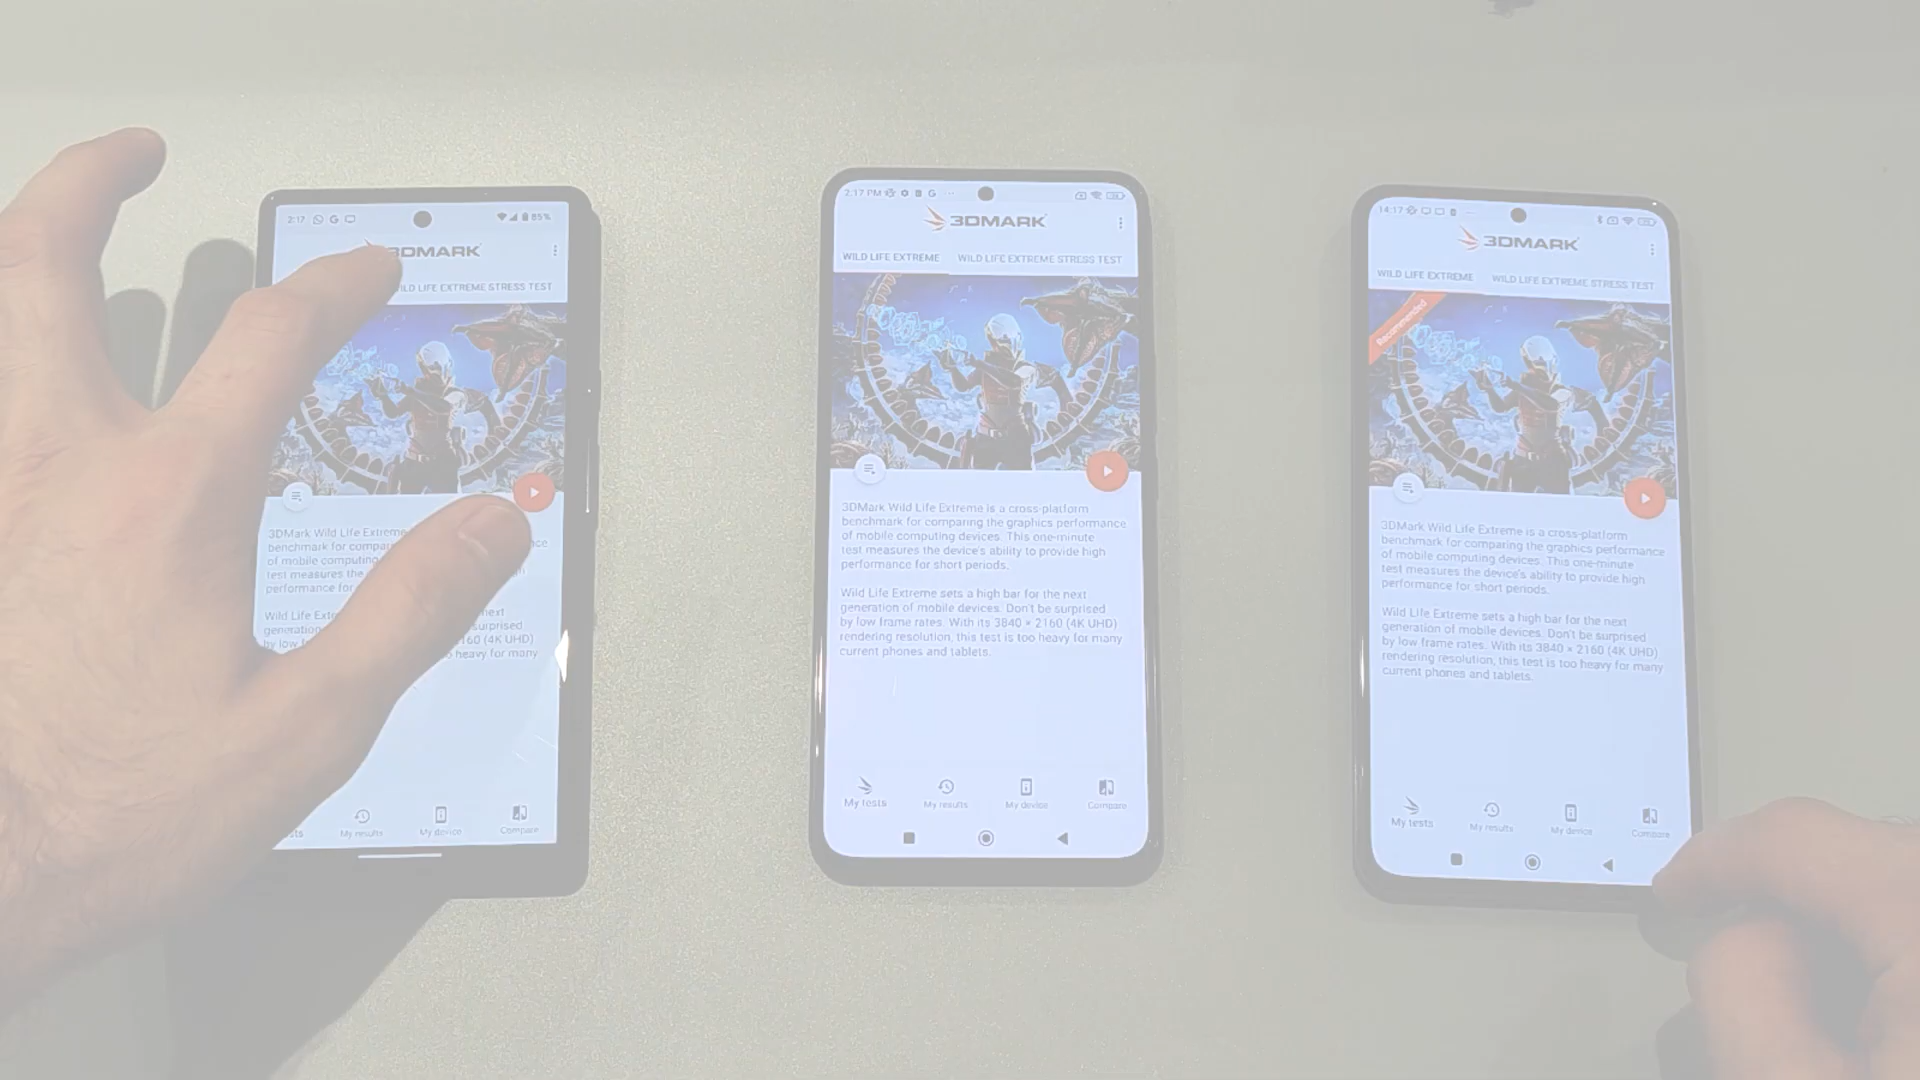 2:17
85%
3DMARK
WILD LIFE EXTREME STRESS TEST
3DMark Wild Life Extreme
benchmark for
of mobile computing
test measures the
performance for
Wild Life
generation
surprised
by low
2160 (4K UHD)
heavy for many
My results
My device
Compare
2:17 PM
3DMARK
WILD LIFE EXTREME
WILD LIFE EXTREME STRESS TEST
3DMark Wild Life Extreme is a cross-platform
benchmark for comparing the graphics performance
of mobile computing devices. This one-minute
test measures the device's ability to provide high
performance for short periods.
Wild Life Extreme sets a high bar for the next
generation of mobile devices. Don't be surprised
by low frame rates. With its 3840 × 2160 (4K UHD)
rendering resolution, this test is too heavy for many
current phones and tablets.
My tests
My results
My device
Compare
14:17
3DMARK
WILD LIFE EXTREME
WILD LIFE EXTREME STRESS TEST
Recommended
3DMark Wild Life Extreme is a cross-platform
benchmark for comparing the graphics performance
of mobile computing devices. This one-minute
test measures the device's ability to provide high
performance for short periods.
Wild Life Extreme sets a high bar for the next
generation of mobile devices. Don't be surprised
by low frame rates. With its 3840 × 2160 (4K UHD)
rendering resolution, this test is too heavy for many
current phones and tablets.
My tests
My results
My device
Compare